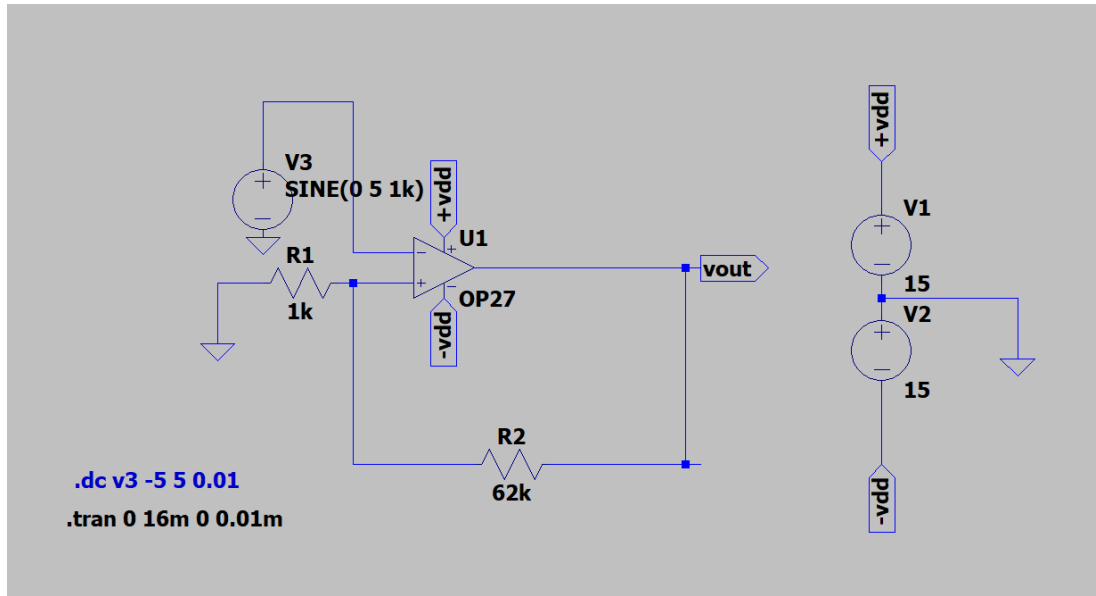 V3
SINE(0 5 1k)
+vdd
U1
R1
1k
OP27
-vdd
vout
R2
62k
+vdd
V1
15
V2
15
-vdd
.dc v3 -5 5 0.01
.tran 0 16m 0 0.01m